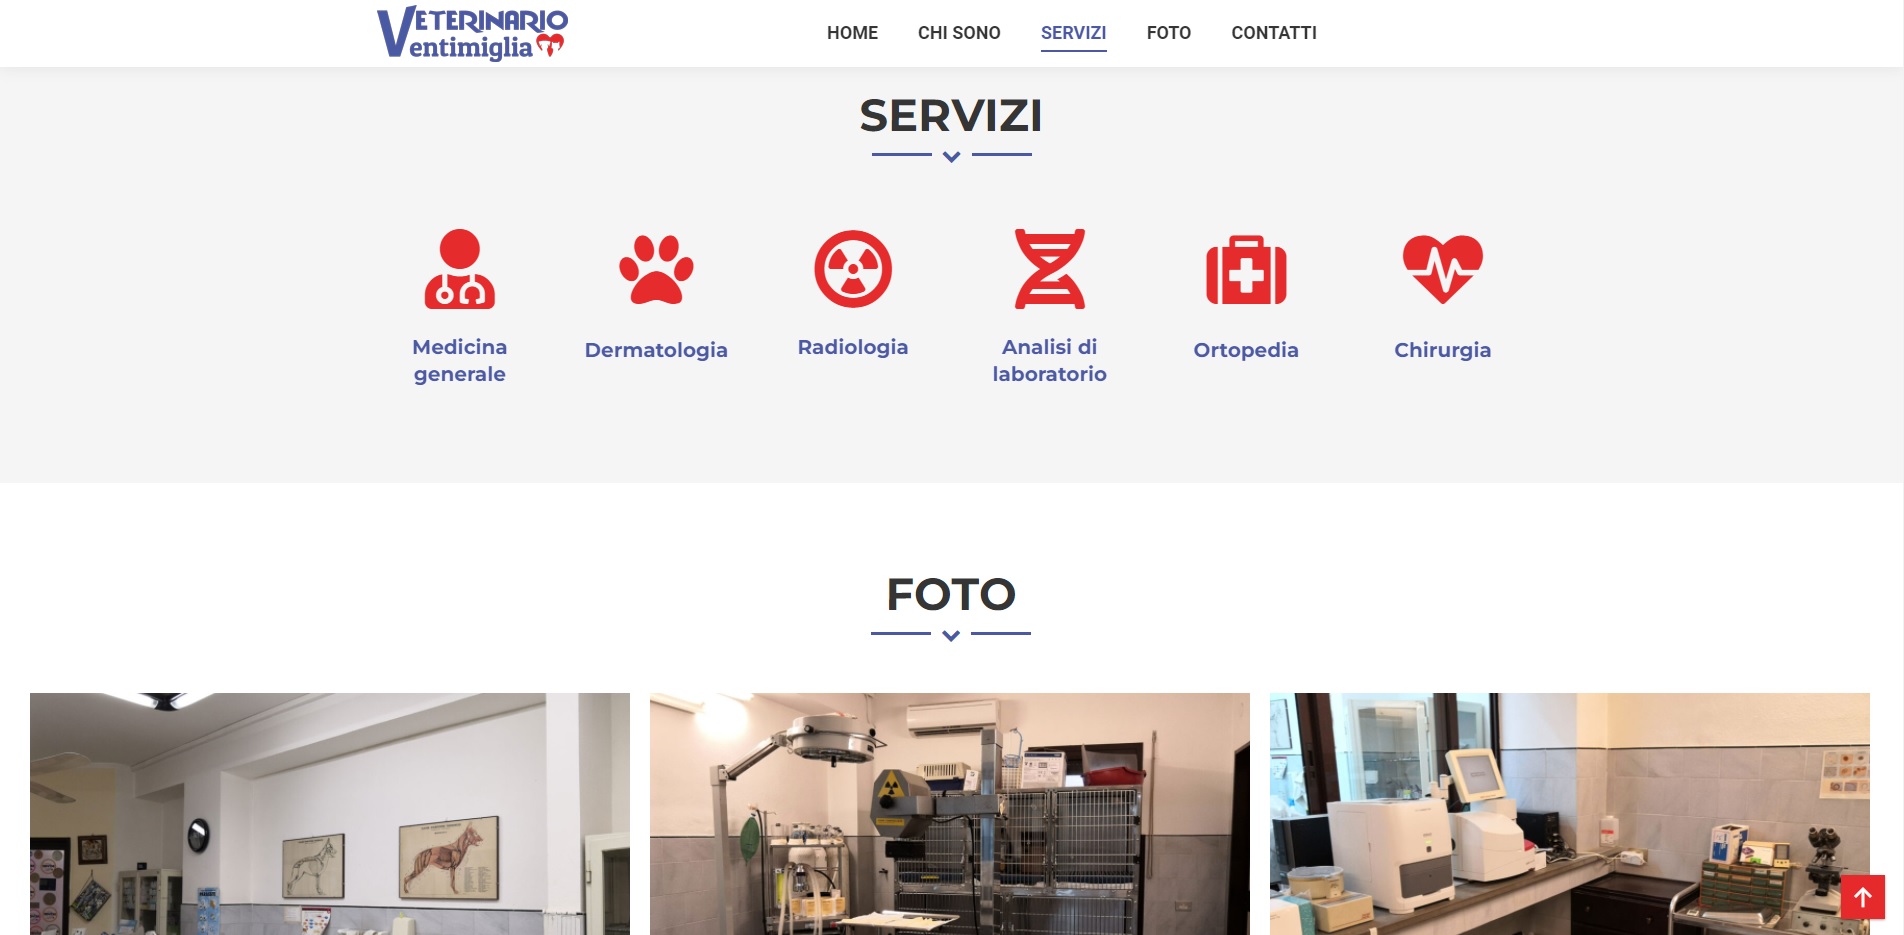 VETERINARIO
Ventimiglia
HOME CHI SONO SERVIZI FOTO CONTATTI
SERVIZI
Medicina
generale
Dermatologia
Radiologia
Analisi di
laboratorio
Ortopedia
Chirurgia
FOTO